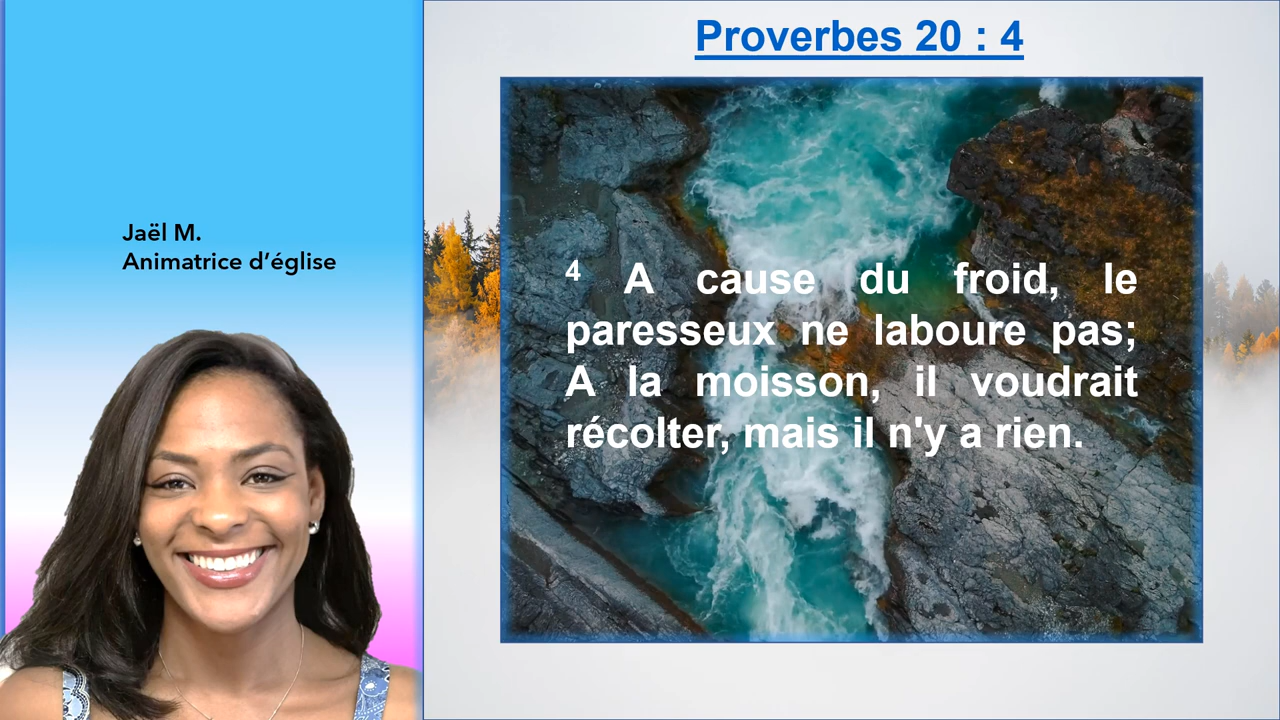 Proverbes 20 : 4
Jaël M.
Animatrice d’église
4 A cause du froid, le
paresseux ne laboure pas;
A la moisson, il voudrait
récolter, mais il n'y a rien.